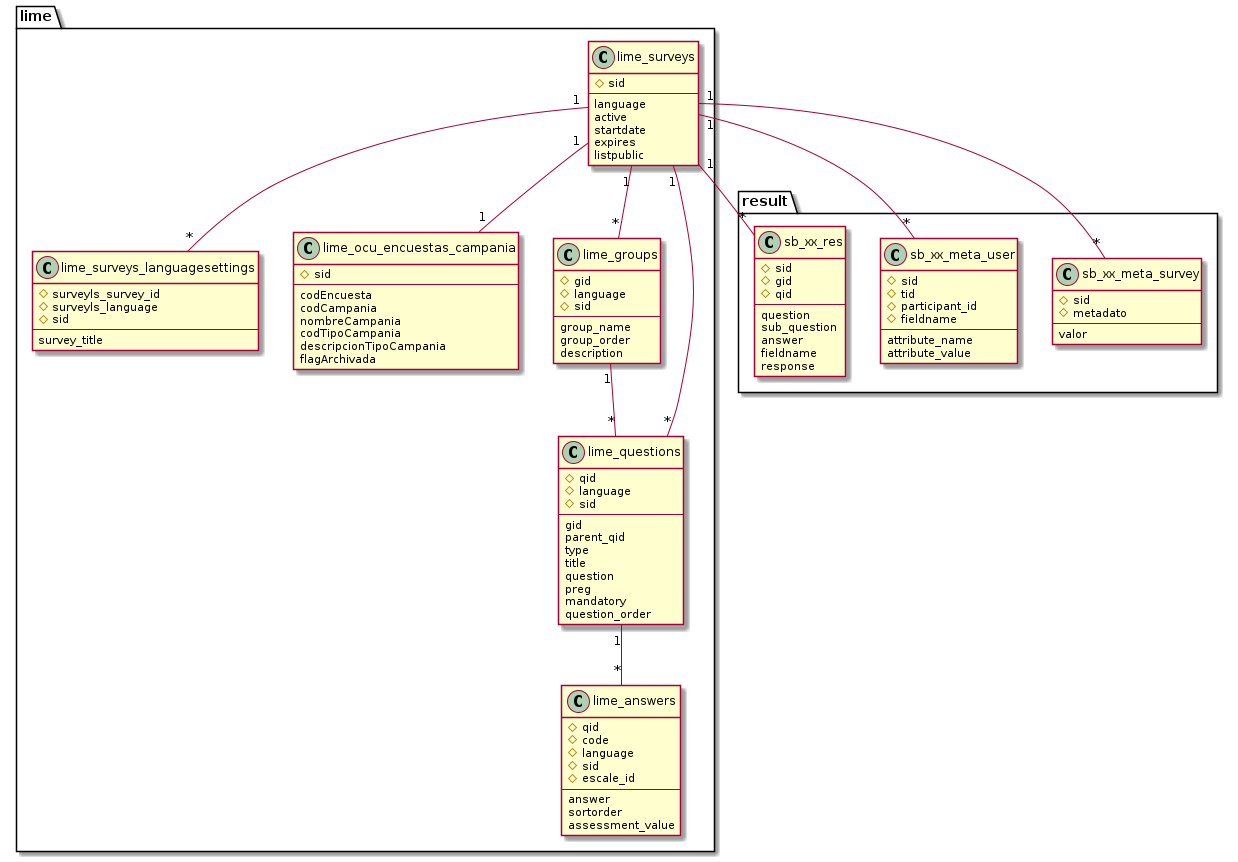 lime
C lime_surveys
sid
language
active
startdate
expires
listpublic
1
1
1
1
1
1
1
*
1
*
*
*
*
*
result
C lime_surveys_languagesettings
surveyls_survey_id
surveyls_language
sid
survey_title
C lime_ocu_encuestas_campania
sid
codEncuesta
codCampania
nombreCampania
codTipoCampania
descripcionTipoCampania
flagArchivada
C lime_groups
gid
language
sid
group_name
group_order
description
C sb_xx_res
sid
gid
qid
question
sub_question
answer
fieldname
response
C sb_xx_meta_user
sid
tid
participant_id
fieldname
attribute_name
attribute_value
C sb_xx_meta_survey
sid
metadato
valor
1
*
C lime_questions
qid
language
sid
gid
parent_qid
type
title
question
preg
mandatory
question_order
1
*
C lime_answers
qid
code
language
sid
escale_id
answer
sortorder
assessment_value